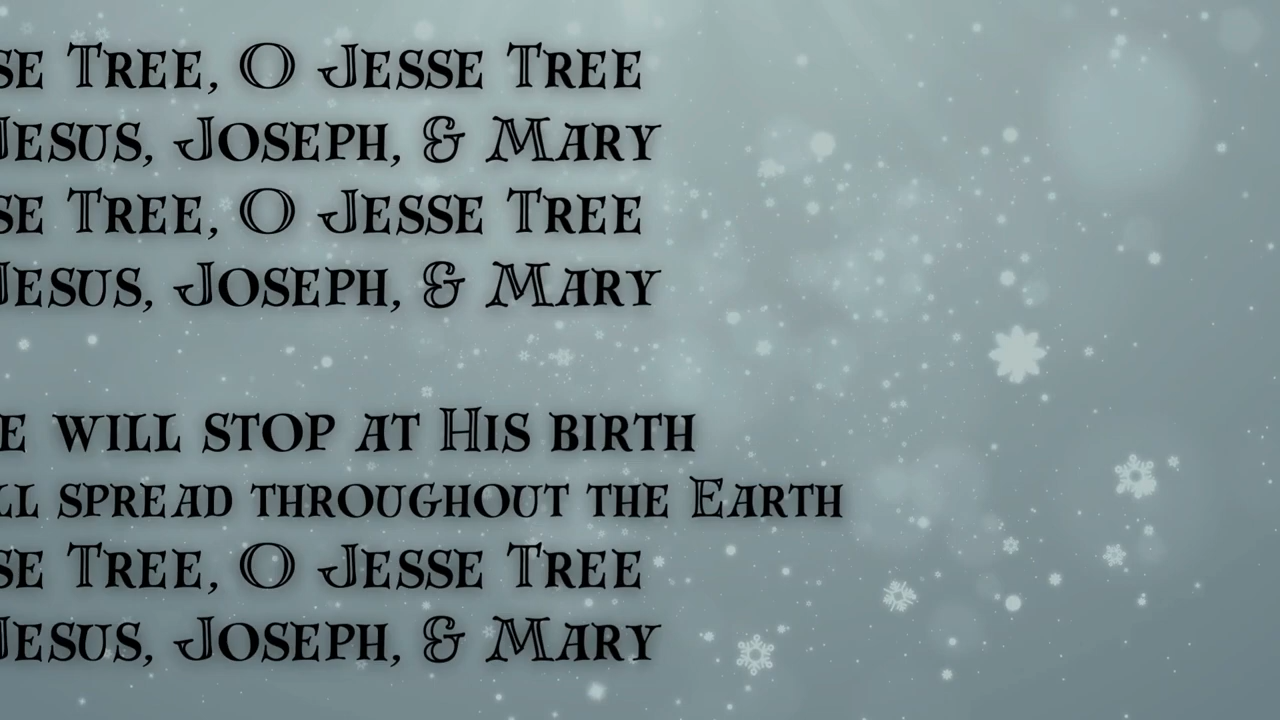 SE TREE, O JESSE TREE
JESUS, JOSEPH, & MARY
SE TREE, O JESSE TREE
JESUS, JOSEPH, & MARY
E WILL STOP AT HIS BIRTH
LL SPREAD THROUGHOUT THE EARTH
SE TREE, O JESSE TREE
JESUS, JOSEPH, & MARY